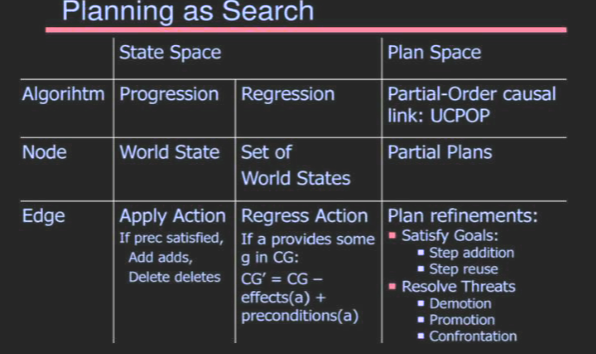 Planning as Search
State Space
Plan Space
Algorihtm
Progression
Regression
Partial-Order causal
link: UCPOP
Node
World State
Set of
World States
Partial Plans
Edge
Apply Action
If prec satisfied,
Add adds,
Delete deletes
Regress Action
If a provides some
g in CG:
CG' = CG –
effects(a) +
preconditions(a)
Plan refinements:
Satisfy Goals:
Step addition
Step reuse
Resolve Threats
Demotion
Promotion
Confrontation